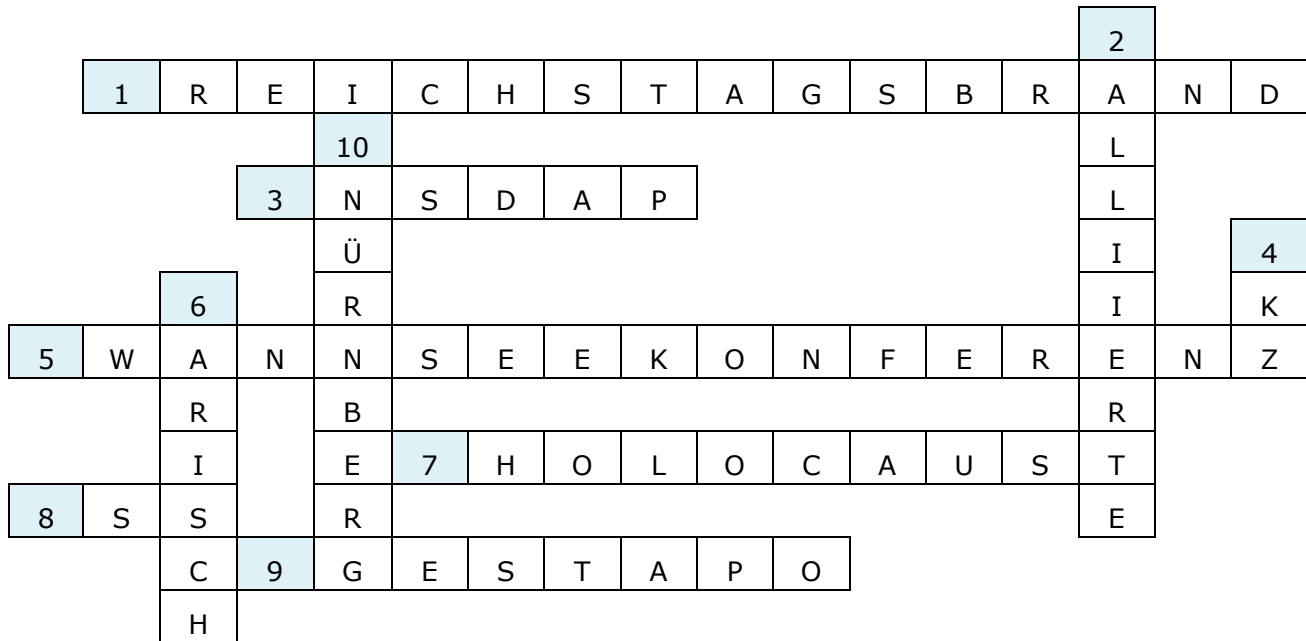 2
1 R E I C H S T A G S B R A N D
10 L
3 N S D A P L
Ü I 4
6 R I K
5 W A N N S E E K O N F E R E N Z
R B R
I E 7 H O L O C A U S T
8 S S R E
C 9 G E S T A P O
H